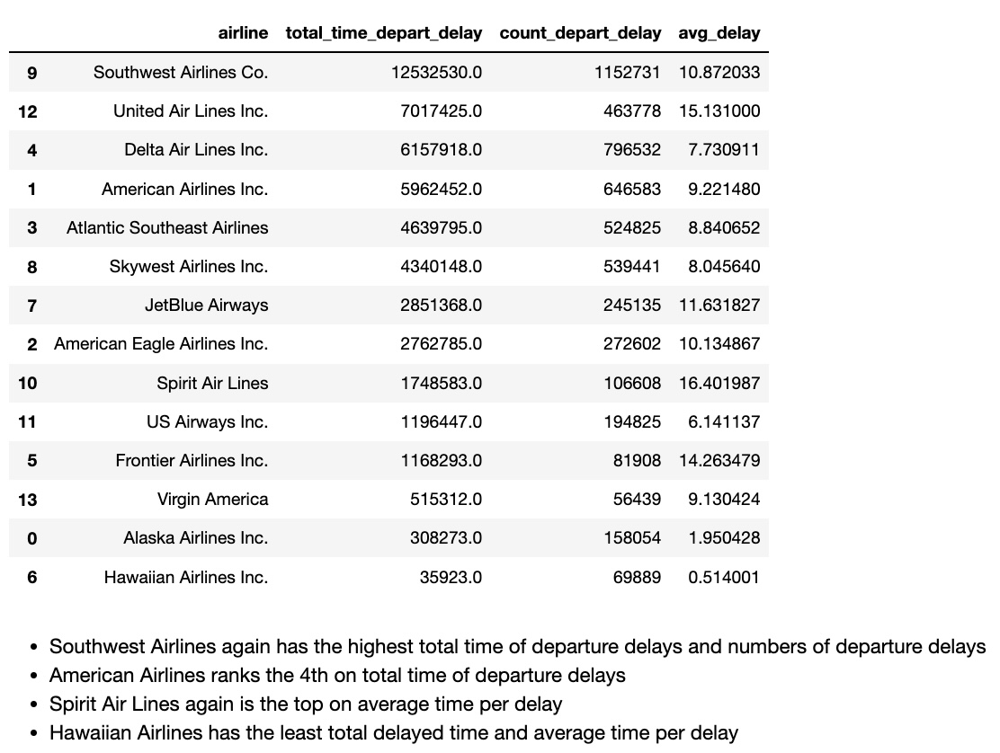 airline total_time_depart_delay count_depart_delay avg_delay
9 Southwest Airlines Co. 12532530.0 1152731 10.872033
12 United Air Lines Inc. 7017425.0 463778 15.131000
4 Delta Air Lines Inc. 6157918.0 796532 7.730911
1 American Airlines Inc. 5962452.0 646583 9.221480
3 Atlantic Southeast Airlines 4639795.0 524825 8.840652
8 Skywest Airlines Inc. 4340148.0 539441 8.045640
7 JetBlue Airways 2851368.0 245135 11.631827
2 American Eagle Airlines Inc. 2762785.0 272602 10.134867
10 Spirit Air Lines 1748583.0 106608 16.401987
11 US Airways Inc. 1196447.0 194825 6.141137
5 Frontier Airlines Inc. 1168293.0 81908 14.263479
13 Virgin America 515312.0 56439 9.130424
0 Alaska Airlines Inc. 308273.0 158054 1.950428
6 Hawaiian Airlines Inc. 35923.0 69889 0.514001
• Southwest Airlines again has the highest total time of departure delays and numbers of departure delays
• American Airlines ranks the 4th on total time of departure delays
• Spirit Air Lines again is the top on average time per delay
• Hawaiian Airlines has the least total delayed time and average time per delay